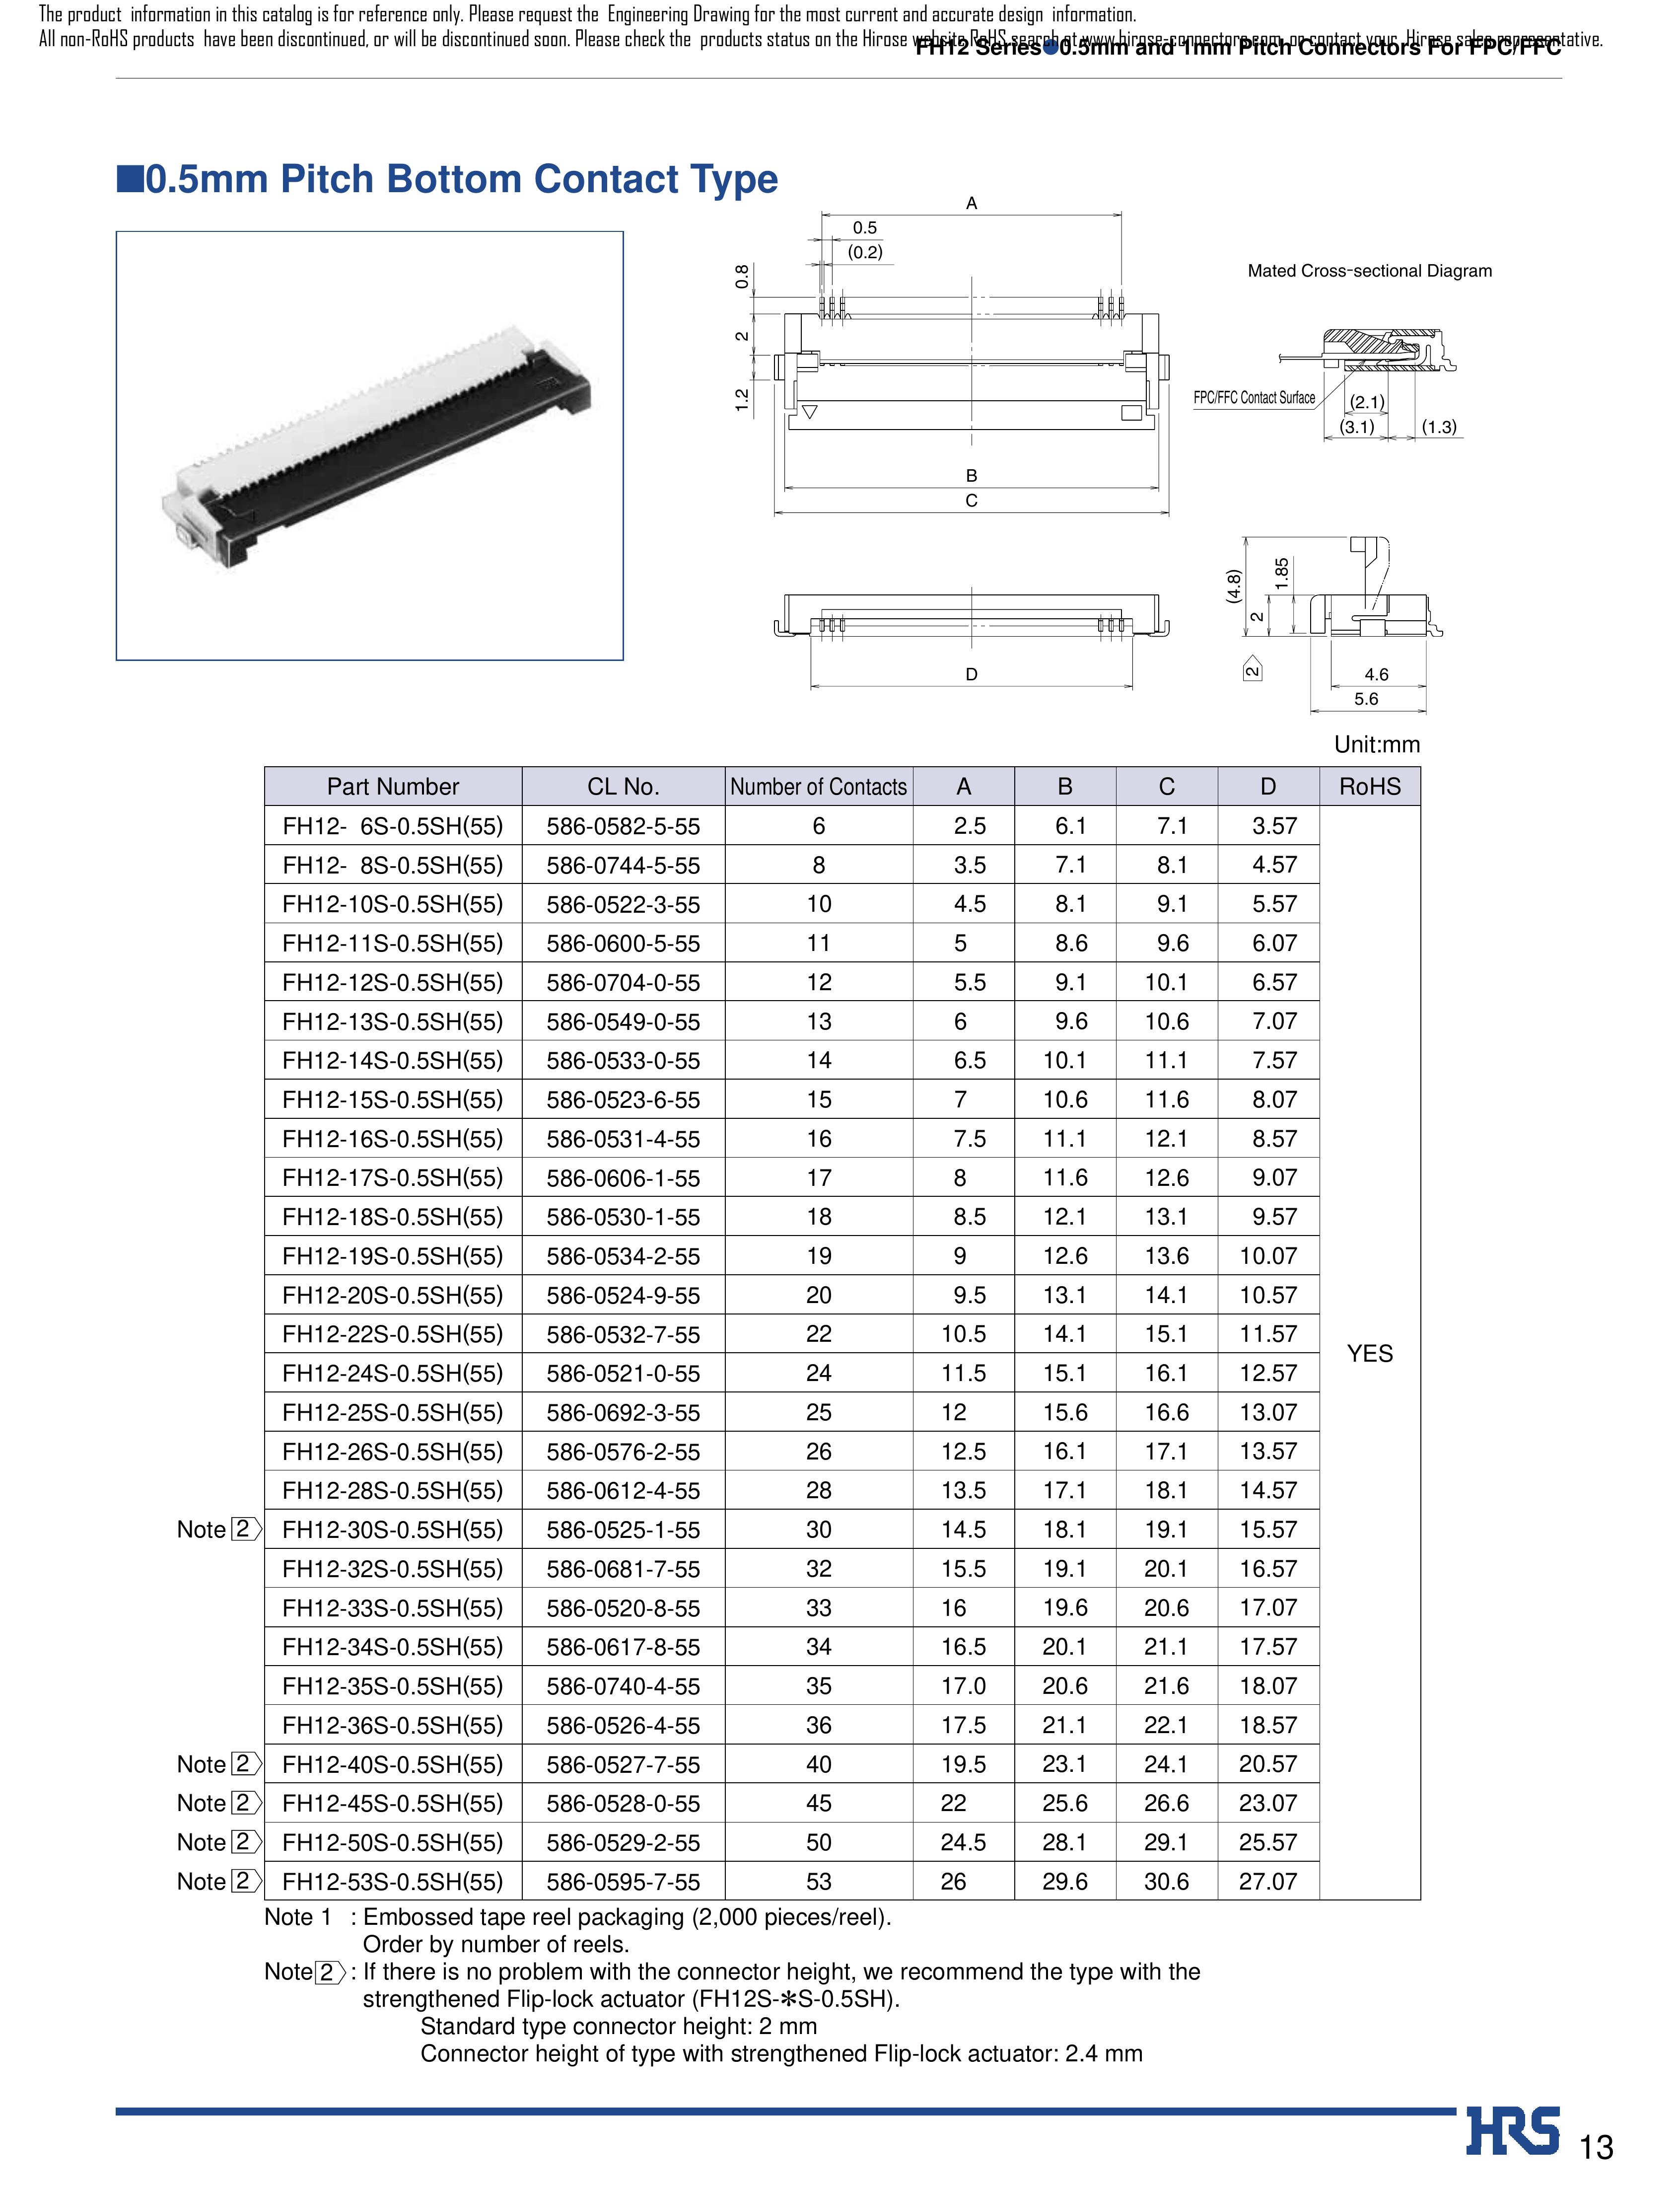 The product information in this catalog is for reference only. Please request the Engineering Drawing for the most current and accurate design information.
All non-RoHS products have been discontinued, or will be discontinued soon. Please check the products status on the Hirose website RoHS search at www.hirose-connectors.com, or contact your Hirose sales representative.
FH12 Series●0.5mm and 1mm Pitch Connectors For FPC/FFC
■0.5mm Pitch Bottom Contact Type
A
0.5
(0.2)
0.8
2
1.2
B
C
Mated Cross-sectional Diagram
FPC/FFC Contact Surface
(2.1)
(3.1) (1.3)
D
(4.8)
2
1.85
2
4.6
5.6
Unit:mm
Part Number CL No. Number of Contacts A B C D RoHS
FH12- 6S-0.5SH(55) 586-0582-5-55 6 2.5 6.1 7.1 3.57
FH12- 8S-0.5SH(55) 586-0744-5-55 8 3.5 7.1 8.1 4.57
FH12-10S-0.5SH(55) 586-0522-3-55 10 4.5 8.1 9.1 5.57
FH12-11S-0.5SH(55) 586-0600-5-55 11 5 8.6 9.6 6.07
FH12-12S-0.5SH(55) 586-0704-0-55 12 5.5 9.1 10.1 6.57
FH12-13S-0.5SH(55) 586-0549-0-55 13 6 9.6 10.6 7.07
FH12-14S-0.5SH(55) 586-0533-0-55 14 6.5 10.1 11.1 7.57
FH12-15S-0.5SH(55) 586-0523-6-55 15 7 10.6 11.6 8.07
FH12-16S-0.5SH(55) 586-0531-4-55 16 7.5 11.1 12.1 8.57
FH12-17S-0.5SH(55) 586-0606-1-55 17 8 11.6 12.6 9.07
FH12-18S-0.5SH(55) 586-0530-1-55 18 8.5 12.1 13.1 9.57
FH12-19S-0.5SH(55) 586-0534-2-55 19 9 12.6 13.6 10.07
FH12-20S-0.5SH(55) 586-0524-9-55 20 9.5 13.1 14.1 10.57
FH12-22S-0.5SH(55) 586-0532-7-55 22 10.5 14.1 15.1 11.57
YES
FH12-24S-0.5SH(55) 586-0521-0-55 24 11.5 15.1 16.1 12.57
FH12-25S-0.5SH(55) 586-0692-3-55 25 12 15.6 16.6 13.07
FH12-26S-0.5SH(55) 586-0576-2-55 26 12.5 16.1 17.1 13.57
FH12-28S-0.5SH(55) 586-0612-4-55 28 13.5 17.1 18.1 14.57
Note 2 FH12-30S-0.5SH(55) 586-0525-1-55 30 14.5 18.1 19.1 15.57
FH12-32S-0.5SH(55) 586-0681-7-55 32 15.5 19.1 20.1 16.57
FH12-33S-0.5SH(55) 586-0520-8-55 33 16 19.6 20.6 17.07
FH12-34S-0.5SH(55) 586-0617-8-55 34 16.5 20.1 21.1 17.57
FH12-35S-0.5SH(55) 586-0740-4-55 35 17.0 20.6 21.6 18.07
FH12-36S-0.5SH(55) 586-0526-4-55 36 17.5 21.1 22.1 18.57
Note 2 FH12-40S-0.5SH(55) 586-0527-7-55 40 19.5 23.1 24.1 20.57
Note 2 FH12-45S-0.5SH(55) 586-0528-0-55 45 22 25.6 26.6 23.07
Note 2 FH12-50S-0.5SH(55) 586-0529-2-55 50 24.5 28.1 29.1 25.57
Note 2 FH12-53S-0.5SH(55) 586-0595-7-55 53 26 29.6 30.6 27.07
Note 1 : Embossed tape reel packaging (2,000 pieces/reel).
Order by number of reels.
Note 2 : If there is no problem with the connector height, we recommend the type with the
strengthened Flip-lock actuator (FH12S-✻S-0.5SH).
Standard type connector height: 2 mm
Connector height of type with strengthened Flip-lock actuator: 2.4 mm
HRS 13